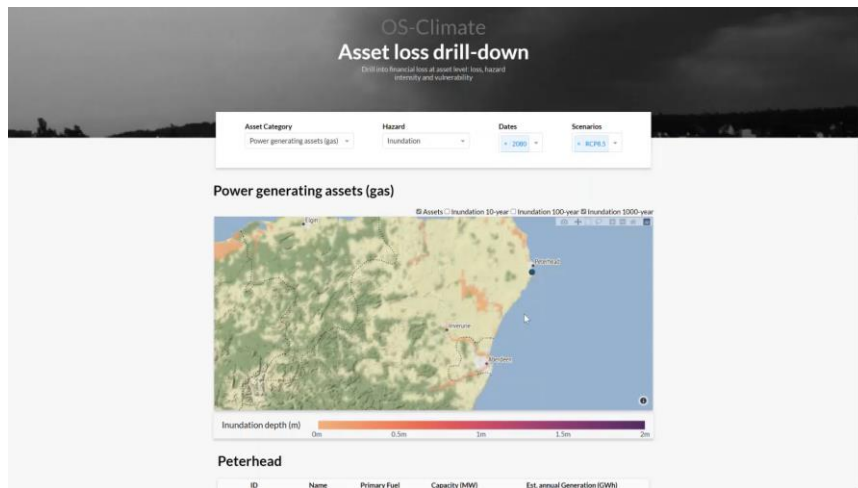 OS-Climate
Asset loss drill-down
Drill into financial loss at asset level: loss, hazard
intensity and vulnerability
Asset Category Hazard Dates Scenarios
Power generating assets (gas) Inundation × 2080 × RCP8.5
Power generating assets (gas)
Assets Inundation 10-year Inundation 100-year Inundation 1000-year
Elgin
Peterhead
Inverurie
Aberdeen
Inundation depth (m)
0m 0.5m 1m 1.5m 2m
Peterhead
ID Name Primary Fuel Capacity (MW) Est. annual Generation (GWh)